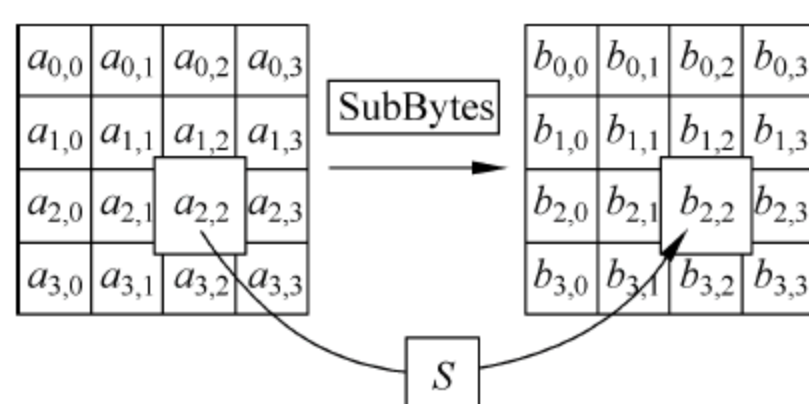 a0,0 a0,1 a0,2 a0,3 b0,0 b0,1 b0,2 b0,3
SubBytes
a1,0 a1,1 a1,2 a1,3 b1,0 b1,1 b1,2 b1,3
a2,0 a2,1 a2,2 a2,3 b2,0 b2,1 b2,2 b2,3
a3,0 a3,1 a3,2 a3,3 b3,0 b3,1 b3,2 b3,3
S